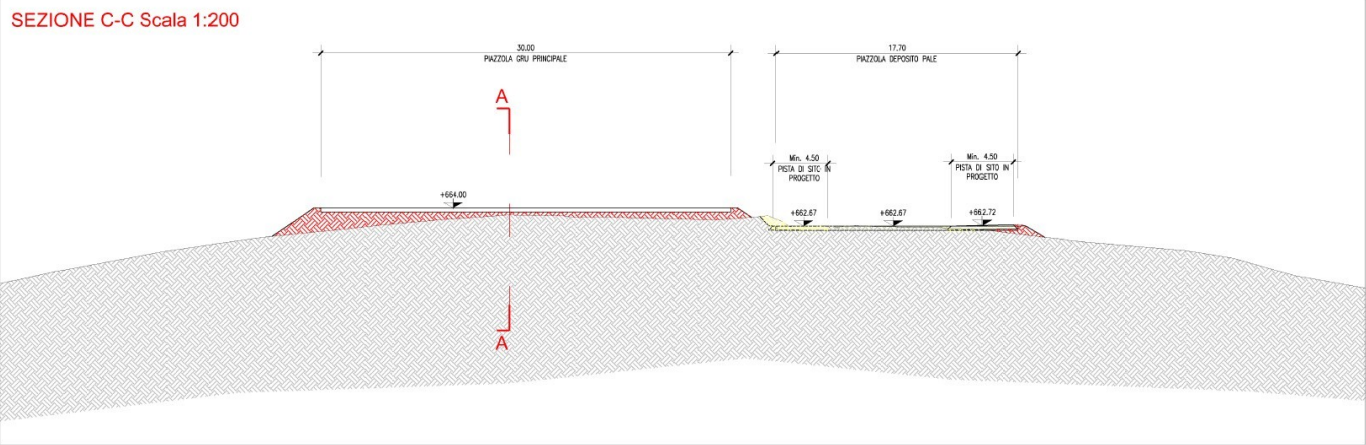 SEZIONE C-C Scala 1:200
30.00
PIAZZOLA GRU PRINCIPALE
17.70
PIAZZOLA DEPOSITO PALE
A
Min. 4.50
PISTA DI SITO IN
PROGETTO
Min. 4.50
PISTA DI SITO IN
PROGETTO
+664.00
+662.67
+662.67
+662.72
A